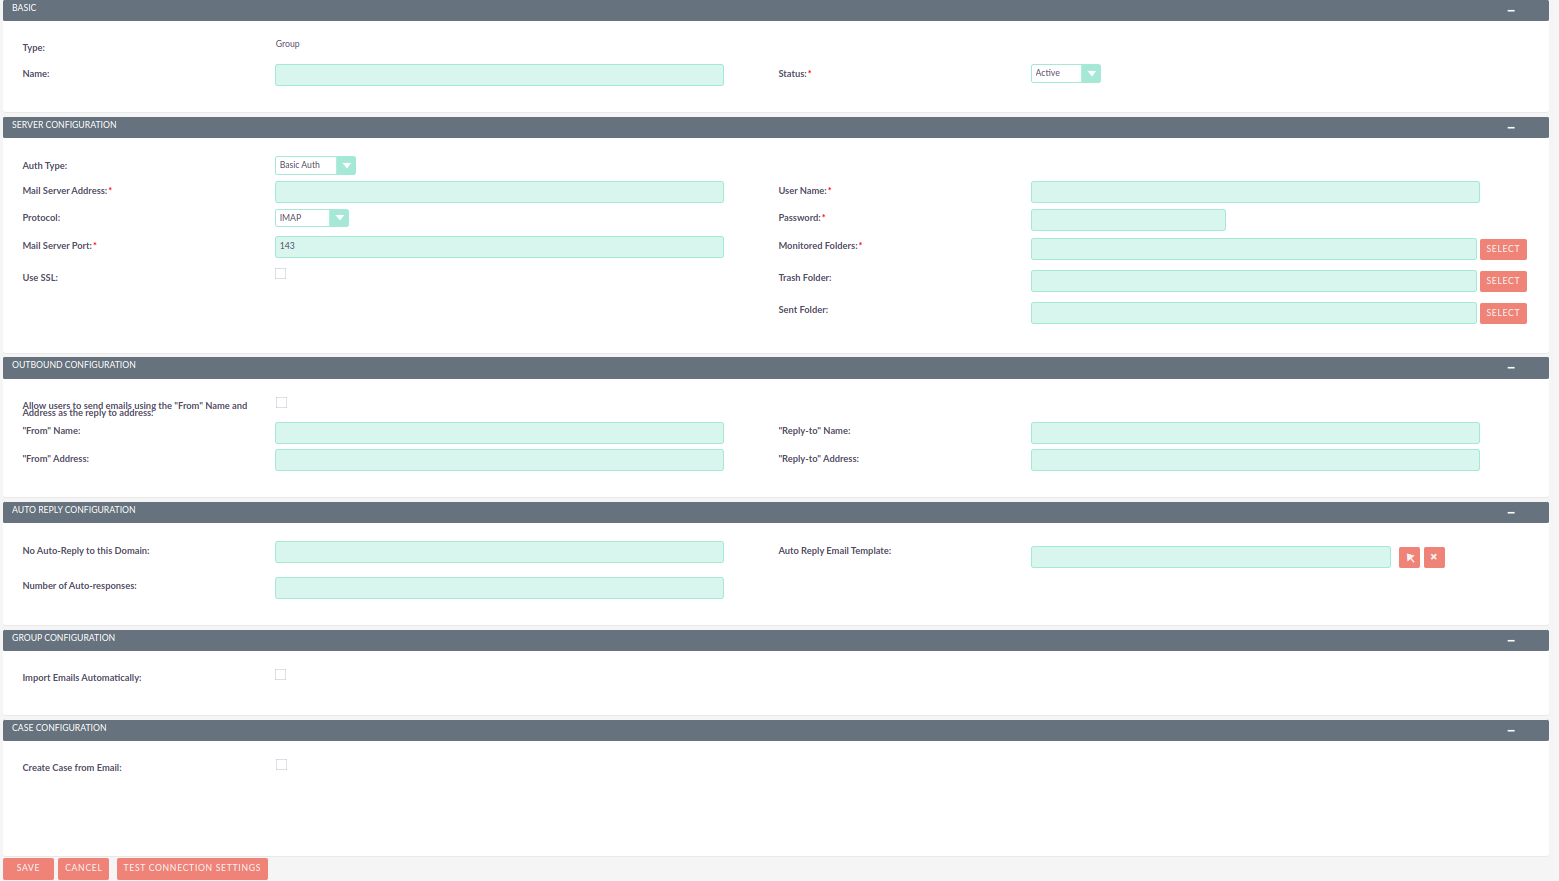 BASIC
Type:
Group
Name:
Status:*
Active
SERVER CONFIGURATION
Auth Type:
Basic Auth
Mail Server Address:*
User Name:*
Protocol:
IMAP
Password:*
Mail Server Port:*
143
Monitored Folders:*
SELECT
Use SSL:
Trash Folder:
SELECT
Sent Folder:
SELECT
OUTBOUND CONFIGURATION
Allow users to send emails using the "From" Name and
Address as the reply to address:
"From" Name:
"Reply-to" Name:
"From" Address:
"Reply-to" Address:
AUTO REPLY CONFIGURATION
No Auto-Reply to this Domain:
Auto Reply Email Template:
Number of Auto-responses:
GROUP CONFIGURATION
Import Emails Automatically:
CASE CONFIGURATION
Create Case from Email:
SAVE
CANCEL
TEST CONNECTION SETTINGS